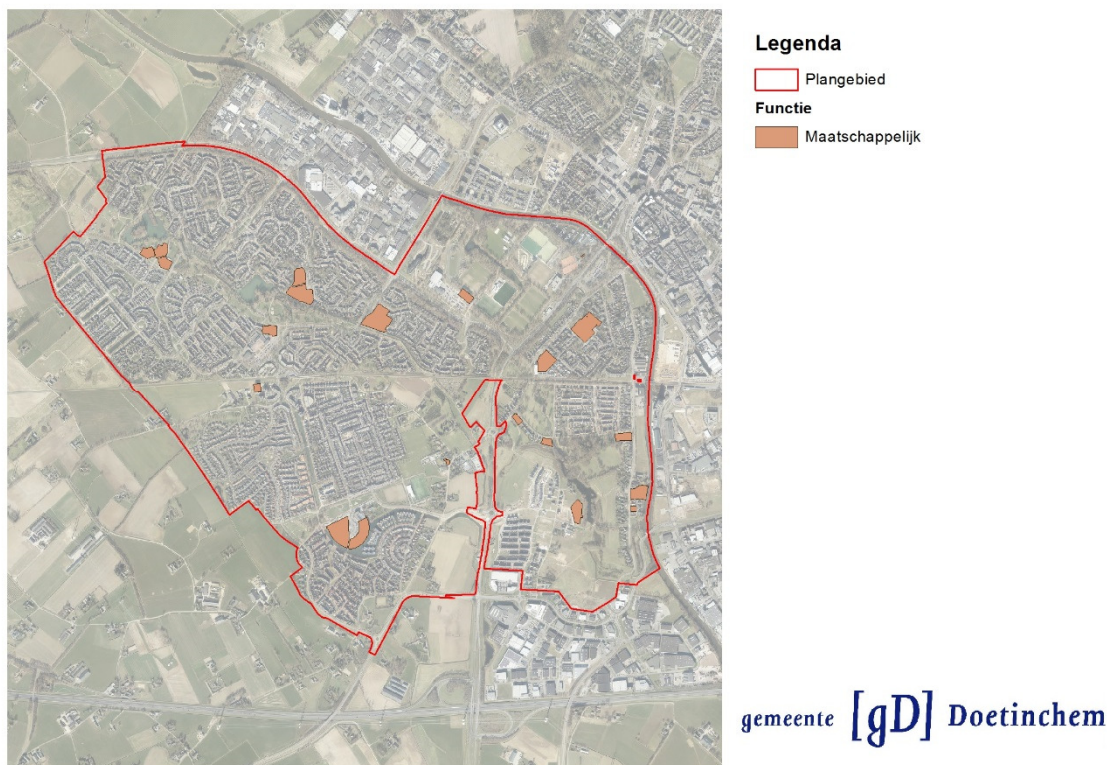 Legenda
Plangebied
Functie
Maatschappelijk
gemeente [gD] Doetinchem